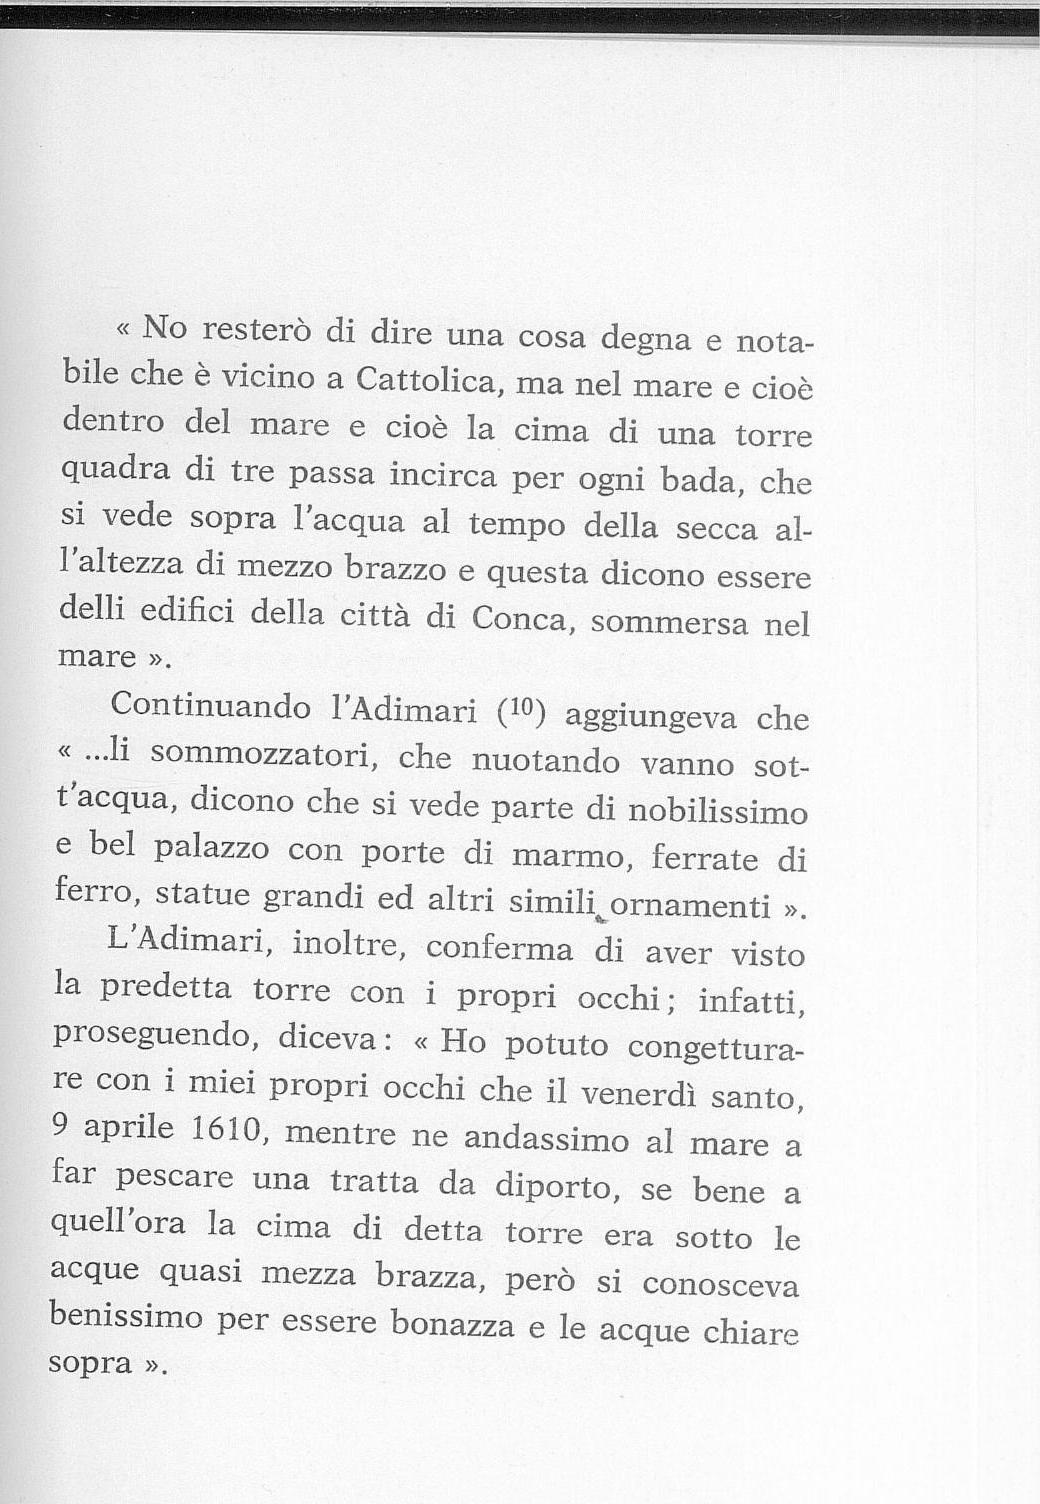 « No resterò di dire una cosa degna e nota-
bile che è vicino a Cattolica, ma nel mare e cioè
dentro del mare e cioè la cima di una torre
quadra di tre passa incirca per ogni bada, che
si vede sopra l'acqua al tempo della secca al-
l'altezza di mezzo brazzo e questa dicono essere
delli edifici della città di Conca, sommersa nel
mare ».
Continuando l'Adimari (10) aggiungeva che
« ...li sommozzatori, che nuotando vanno sot-
t'acqua, dicono che si vede parte di nobilissimo
e bel palazzo con porte di marmo, ferrate di
ferro, statue grandi ed altri simili ornamenti ».
L'Adimari, inoltre, conferma di aver visto
la predetta torre con i propri occhi; infatti,
proseguendo, diceva: « Ho potuto congettura-
re con i miei propri occhi che il venerdì santo,
9 aprile 1610, mentre ne andassimo al mare a
far pescare una tratta da diporto, se bene a
quell'ora la cima di detta torre era sotto le
acque quasi mezza brazza, però si conosceva
benissimo per essere bonazza e le acque chiare
sopra ».